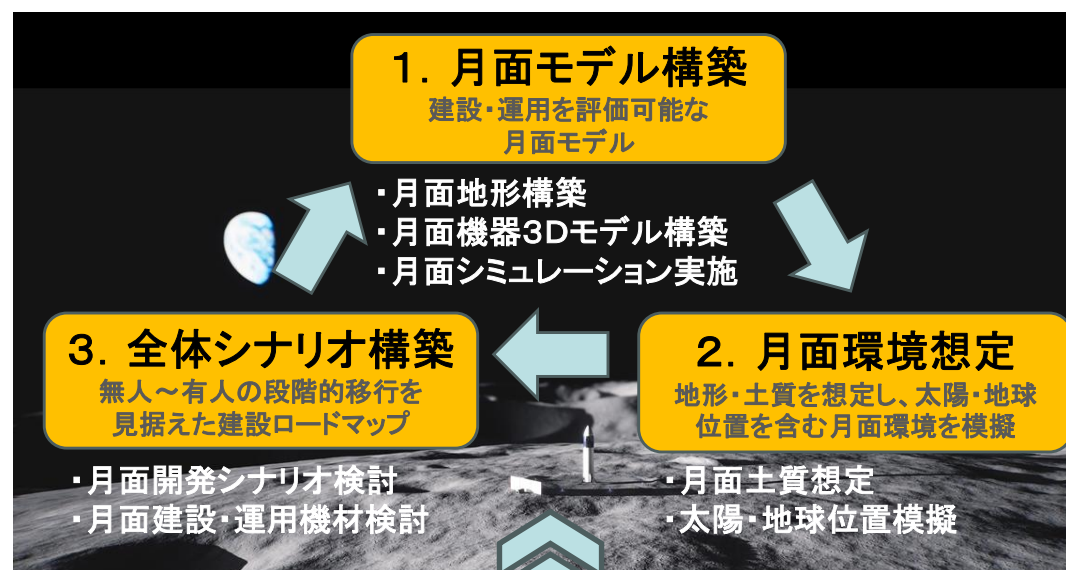 1. 月面モデル構築
建設・運用を評価可能な
月面モデル
・月面地形構築
・月面機器3Dモデル構築
・月面シミュレーション実施
3. 全体シナリオ構築
無人～有人の段階的移行を
見据えた建設ロードマップ
・月面開発シナリオ検討
・月面建設・運用機材検討
2. 月面環境想定
地形・土質を想定し、太陽・地球
位置を含む月面環境を模擬
・月面土質想定
・太陽・地球位置模擬